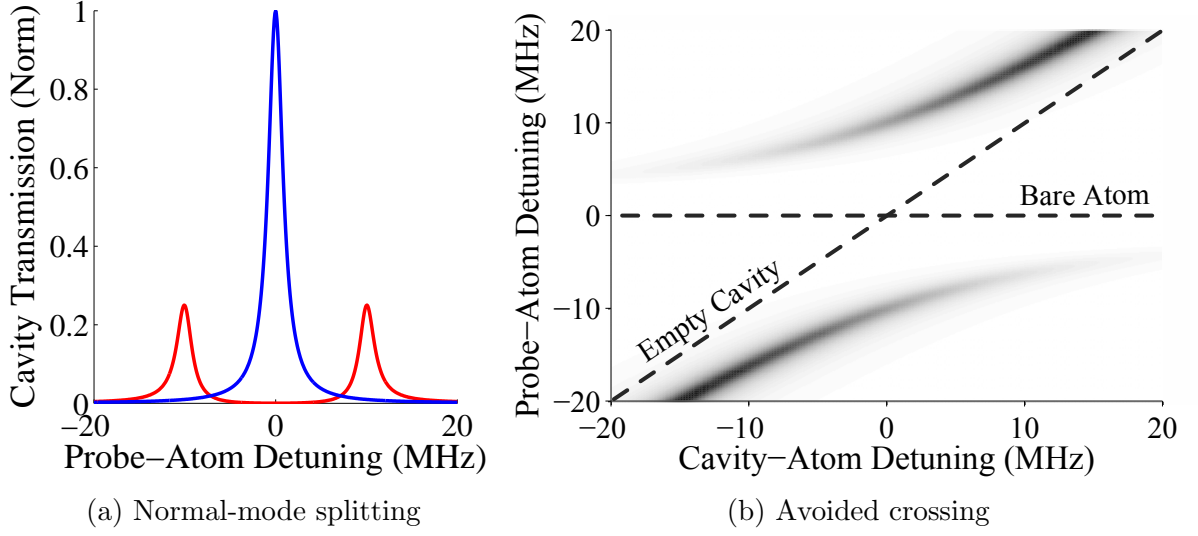 Cavity Transmission (Norm)
1
0.8
0.6
0.4
0.2
0
−20
0
20
Probe−Atom Detuning (MHz)
(a) Normal-mode splitting
Probe−Atom Detuning (MHz)
20
10
0
−10
−20
Bare Atom
Empty Cavity
−20
−10
0
10
20
Cavity−Atom Detuning (MHz)
(b) Avoided crossing